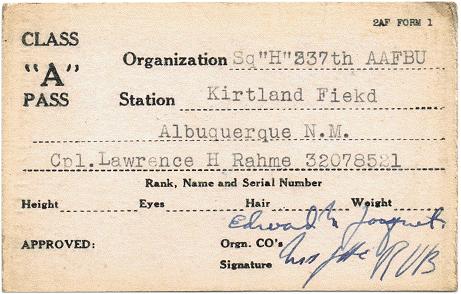 2AF FORM 1
CLASS
"A"
PASS
Organization Sq"H"237th AAFBU
Station Kirtland Fiekd
Albuquerque N.M.
Cpl.Lawrence H Rahme 32078521
Rank, Name and Serial Number
Height Eyes Hair Weight
Edward
APPROVED: Orgn. CO's
Signature